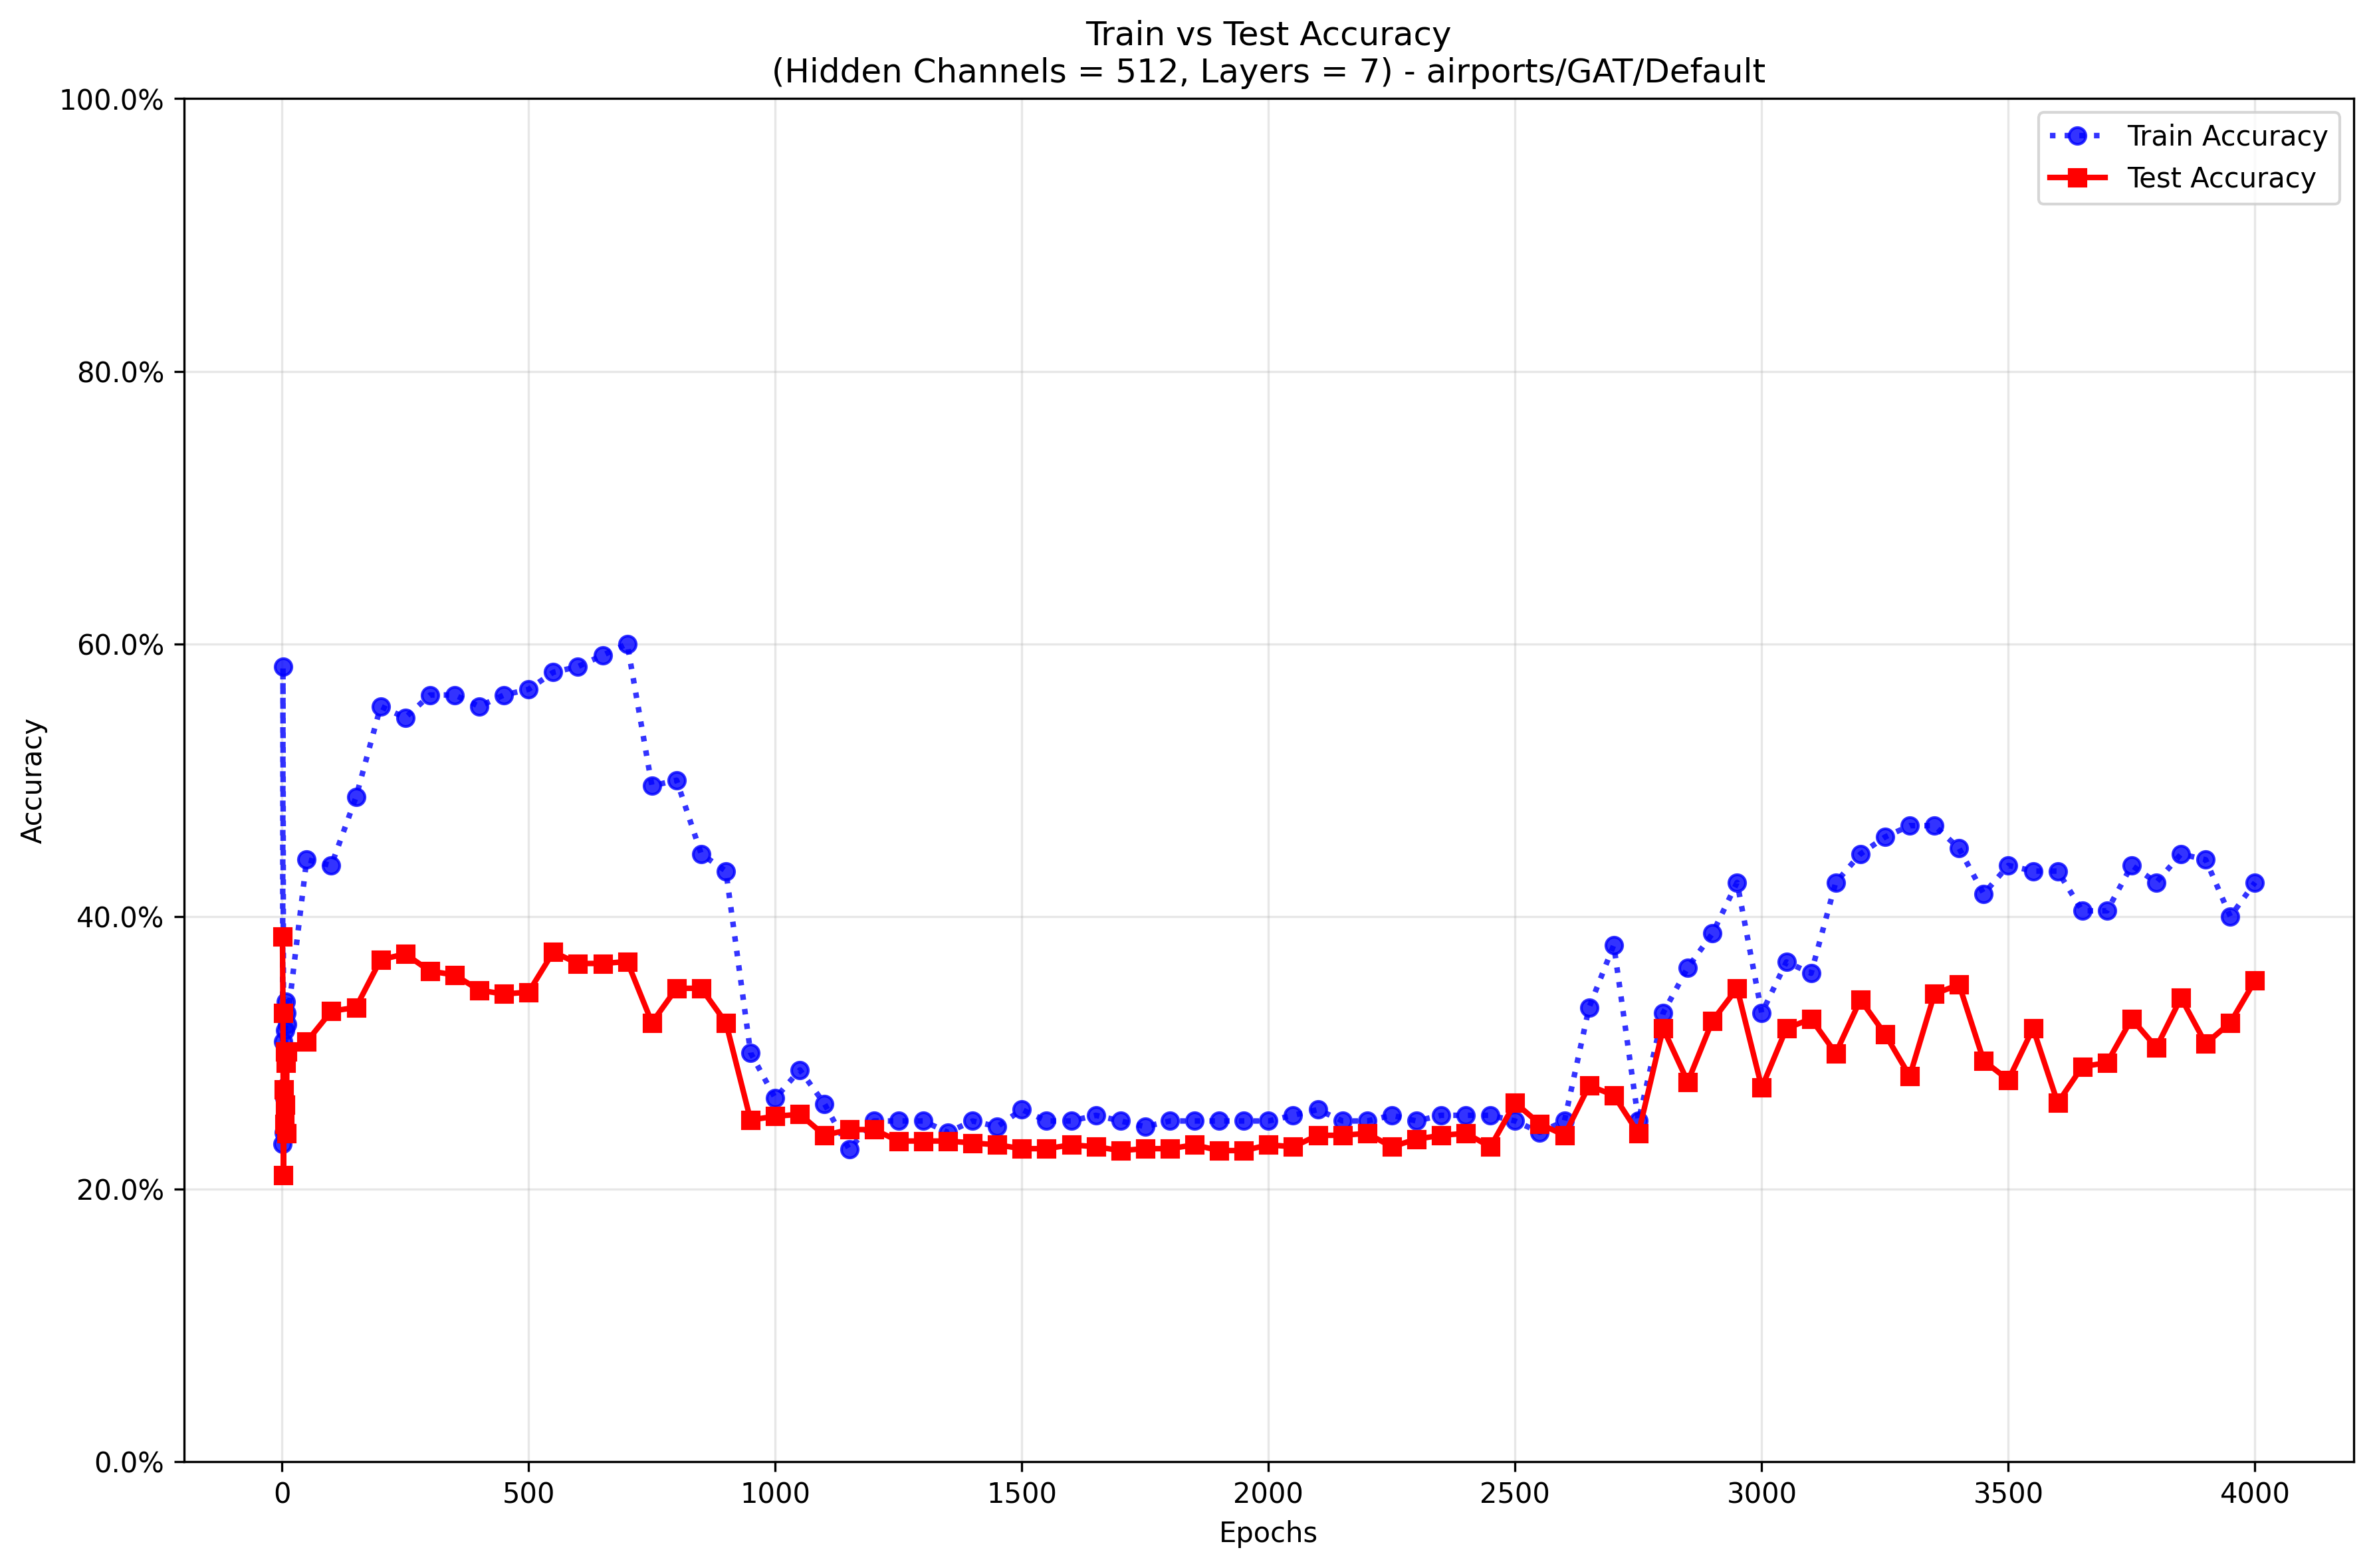 Train vs Test Accuracy
(Hidden Channels = 512, Layers = 7) - airports/GAT/Default
100.0%
80.0%
60.0%
40.0%
20.0%
0.0%
Accuracy
Train Accuracy
Test Accuracy
0 500 1000 1500 2000 2500 3000 3500 4000
Epochs